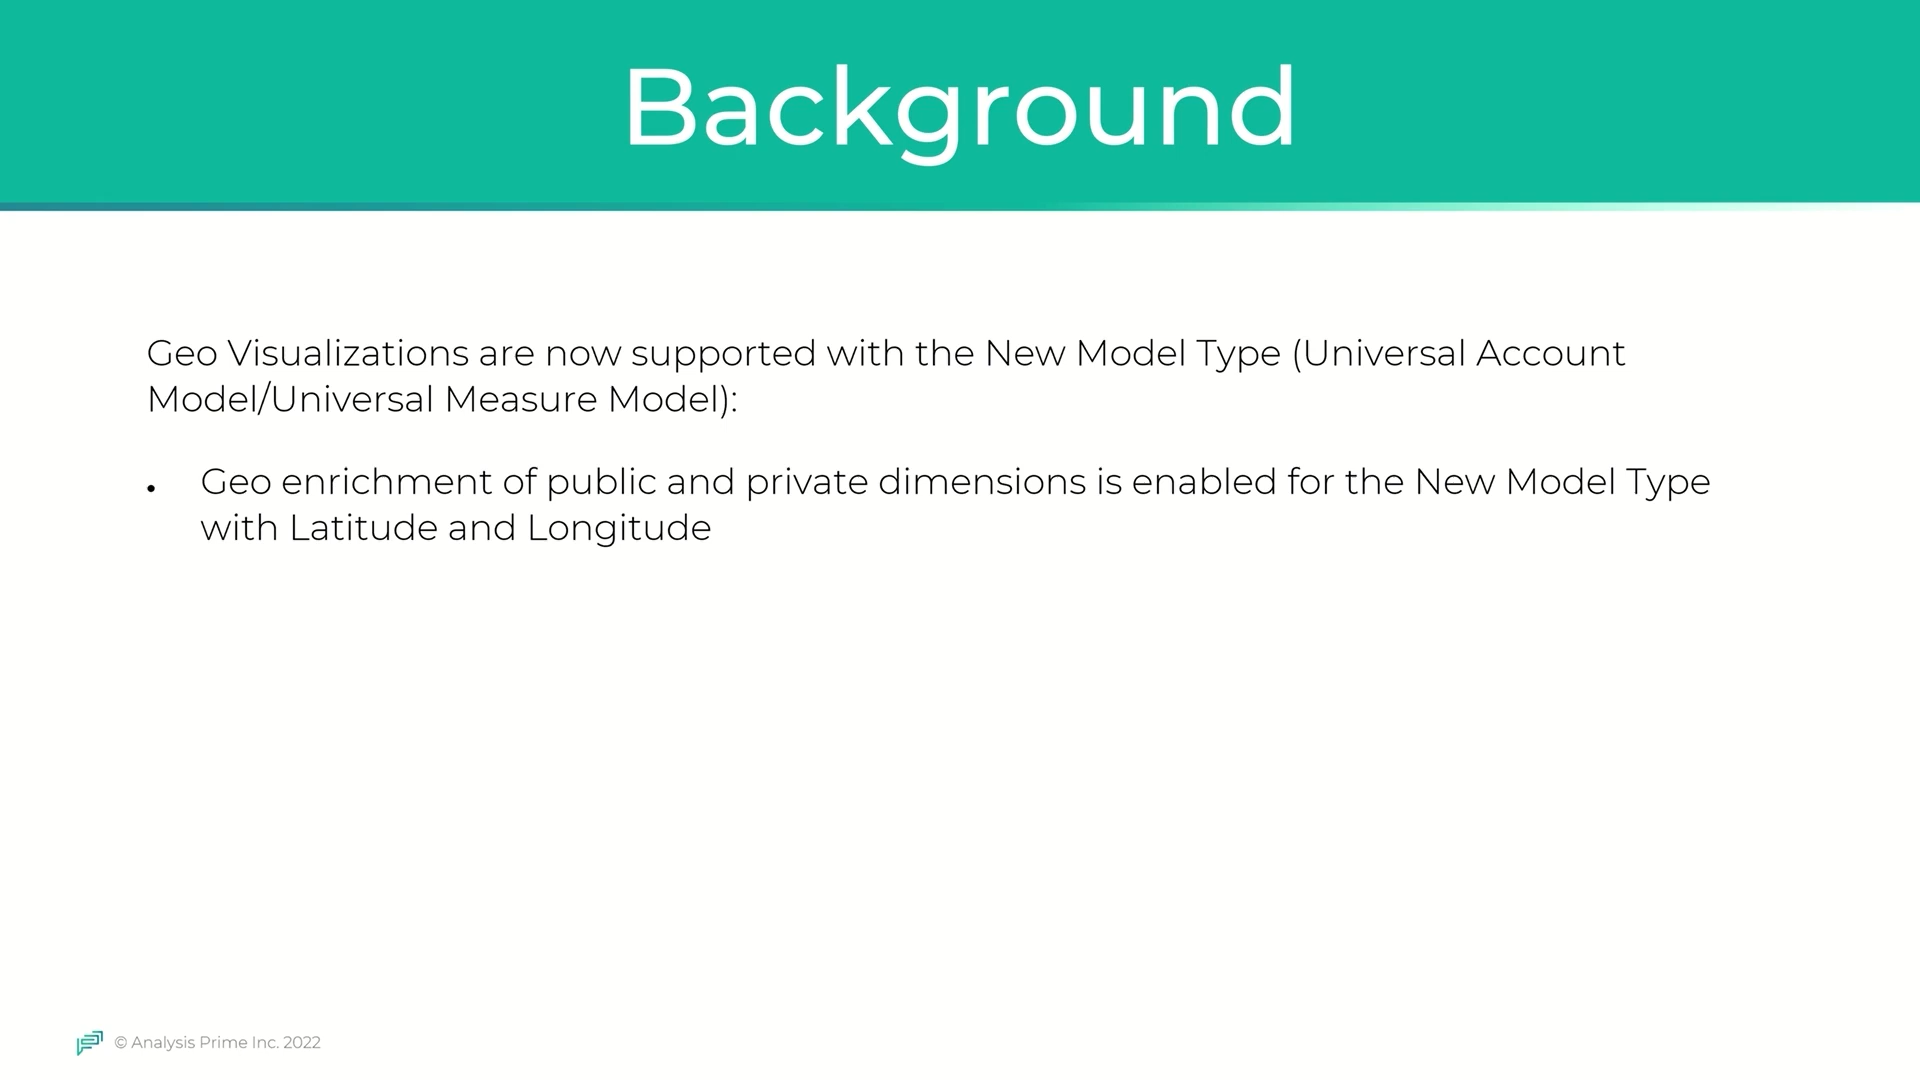 Background
Geo Visualizations are now supported with the New Model Type (Universal Account
Model/Universal Measure Model):
• Geo enrichment of public and private dimensions is enabled for the New Model Type
with Latitude and Longitude
© Analysis Prime Inc. 2022